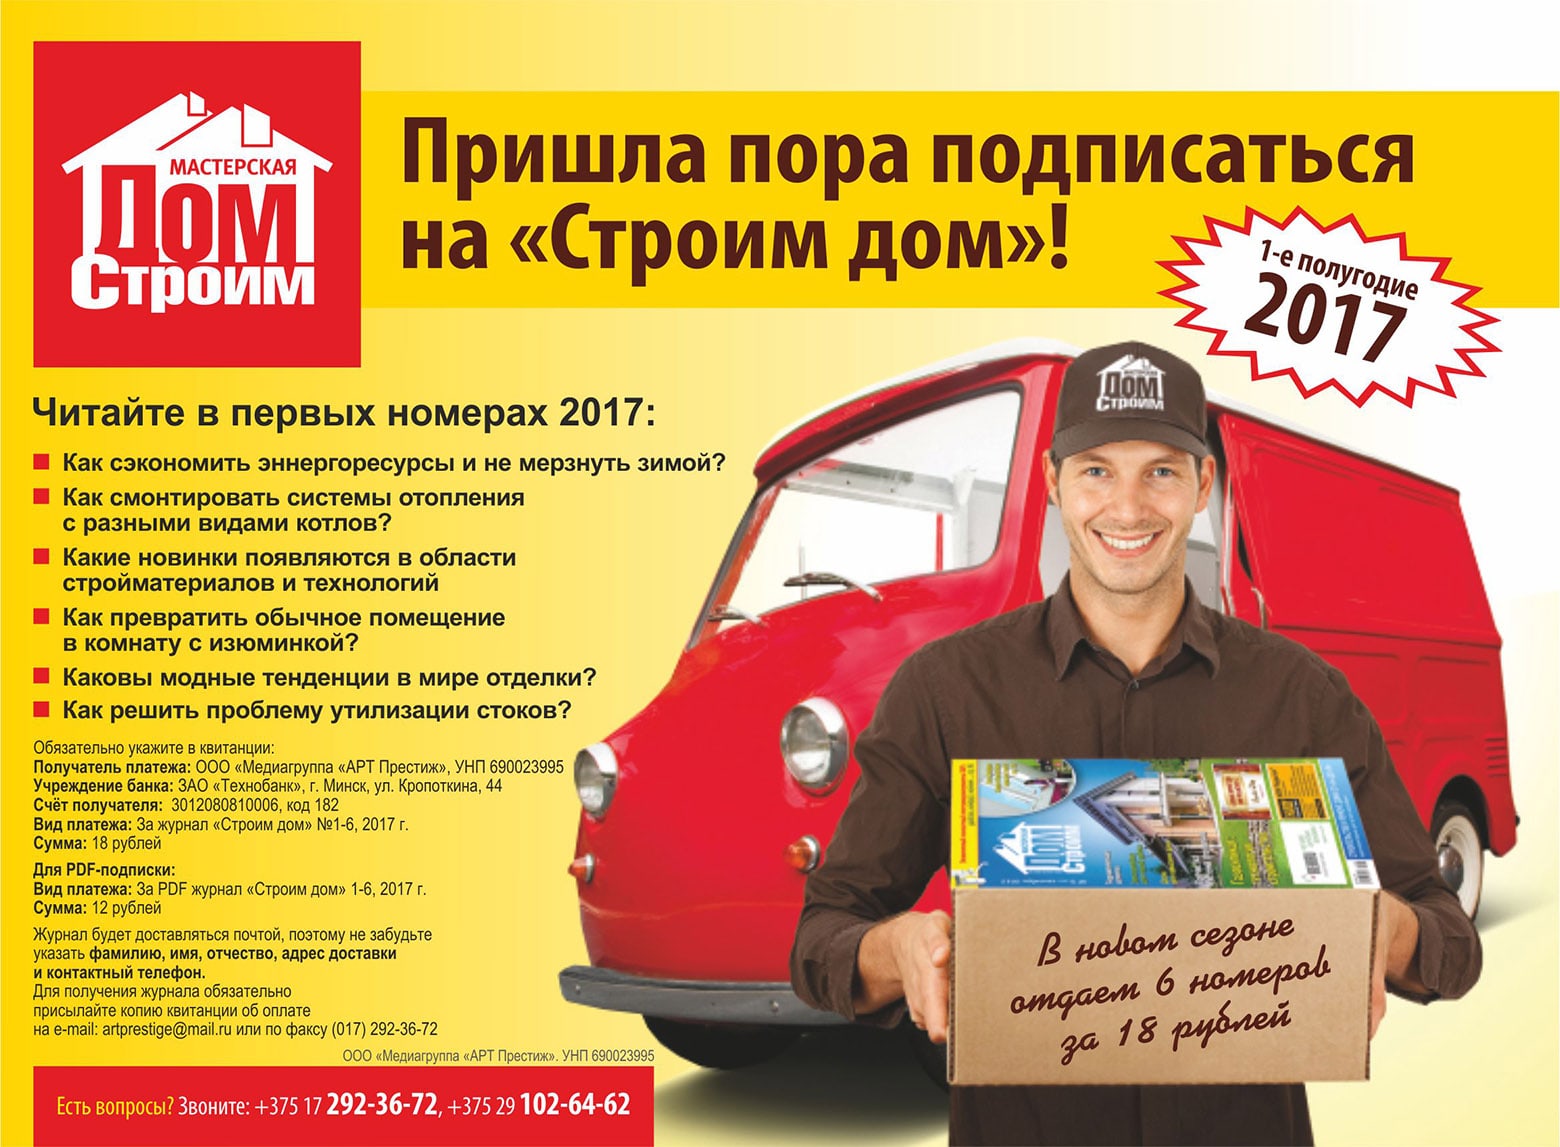 МАСТЕРСКАЯ
ДОМ
Строим
Пришла пора подписаться
на «Строим дом»!
1-е полугодие
2017
Читайте в первых номерах 2017:
Как сэкономить эннергоресурсы и не мерзнуть зимой?
Как смонтировать системы отопления
с разными видами котлов?
Какие новинки появляются в области
стройматериалов и технологий
Как превратить обычное помещение
в комнату с изюминкой?
Каковы модные тенденции в мире отделки?
Как решить проблему утилизации стоков?
Обязательно укажите в квитанции:
Получатель платежа: ООО «Медиагруппа «АРТ Престиж», УНП 690023995
Учреждение банка: ЗАО «Технобанк», г. Минск, ул. Кропоткина, 44
Счёт получателя: 3012080810006, код 182
Вид платежа: За журнал «Строим дом» №1-6, 2017 г.
Сумма: 18 рублей
Для PDF-подписки:
Вид платежа: За PDF журнал «Строим дом» 1-6, 2017 г.
Сумма: 12 рублей
Журнал будет доставляться почтой, поэтому не забудьте
указать фамилию, имя, отчество, адрес доставки
и контактный телефон.
Для получения журнала обязательно
присылайте копию квитанции об оплате
на e-mail: artprestige@mail.ru или по факсу (017) 292-36-72
ООО «Медиагруппа «АРТ Престиж». УНП 690023995
Есть вопросы? Звоните: +375 17 292-36-72, +375 29 102-64-62
МАСТЕРСКАЯ
ДОМ
Строим
МАСТЕРСКАЯ
ДОМ
Строим
В новом сезоне
отдаем 6 номеров
за 18 рублей